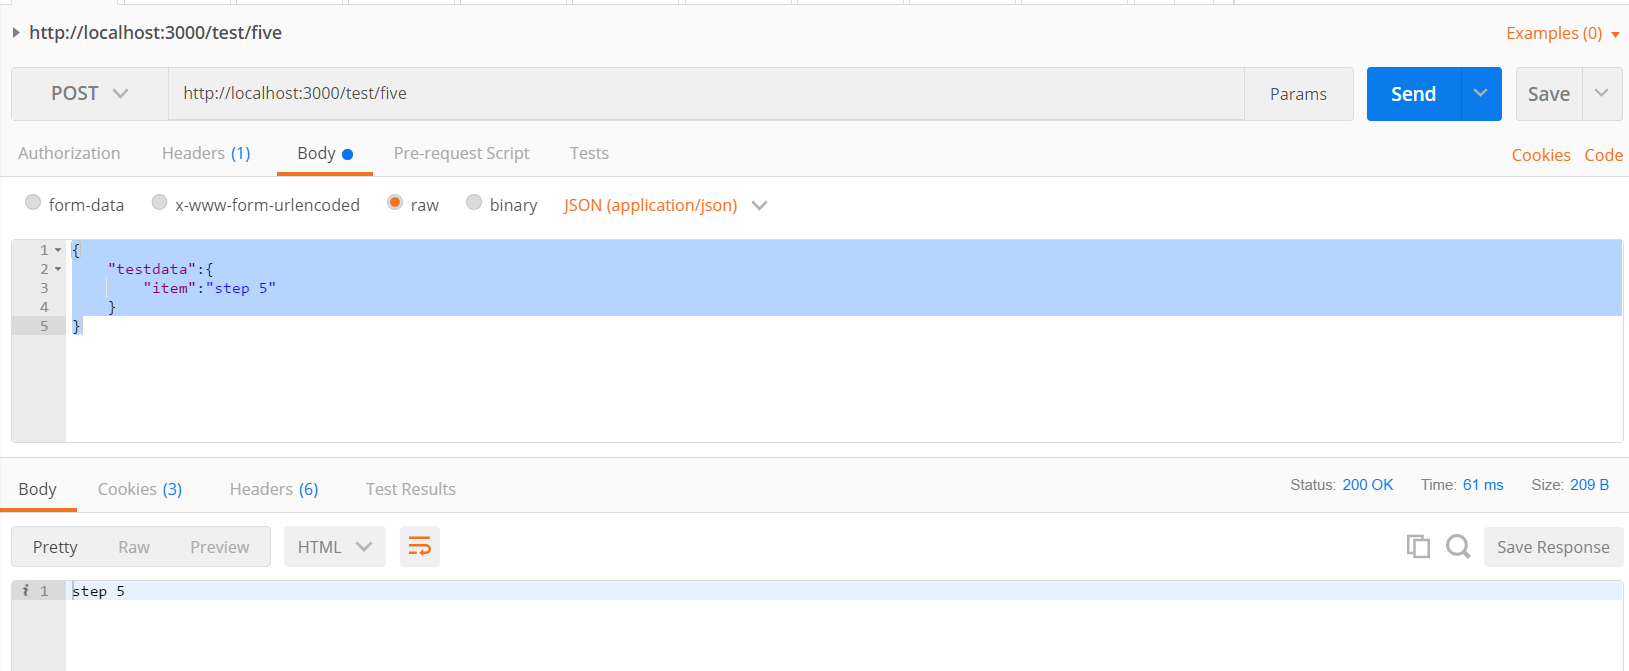 http://localhost:3000/test/five
Examples (0)
POST
http://localhost:3000/test/five
Params
Send
Save
Authorization
Headers (1)
Body
Pre-request Script
Tests
Cookies
Code
form-data
x-www-form-urlencoded
raw
binary
JSON (application/json)
1 {
2 "testdata":{
3 "item":"step 5"
4 }
5 }
Body
Cookies (3)
Headers (6)
Test Results
Status: 200 OK
Time: 61 ms
Size: 209 B
Pretty
Raw
Preview
HTML
Save Response
i 1 step 5